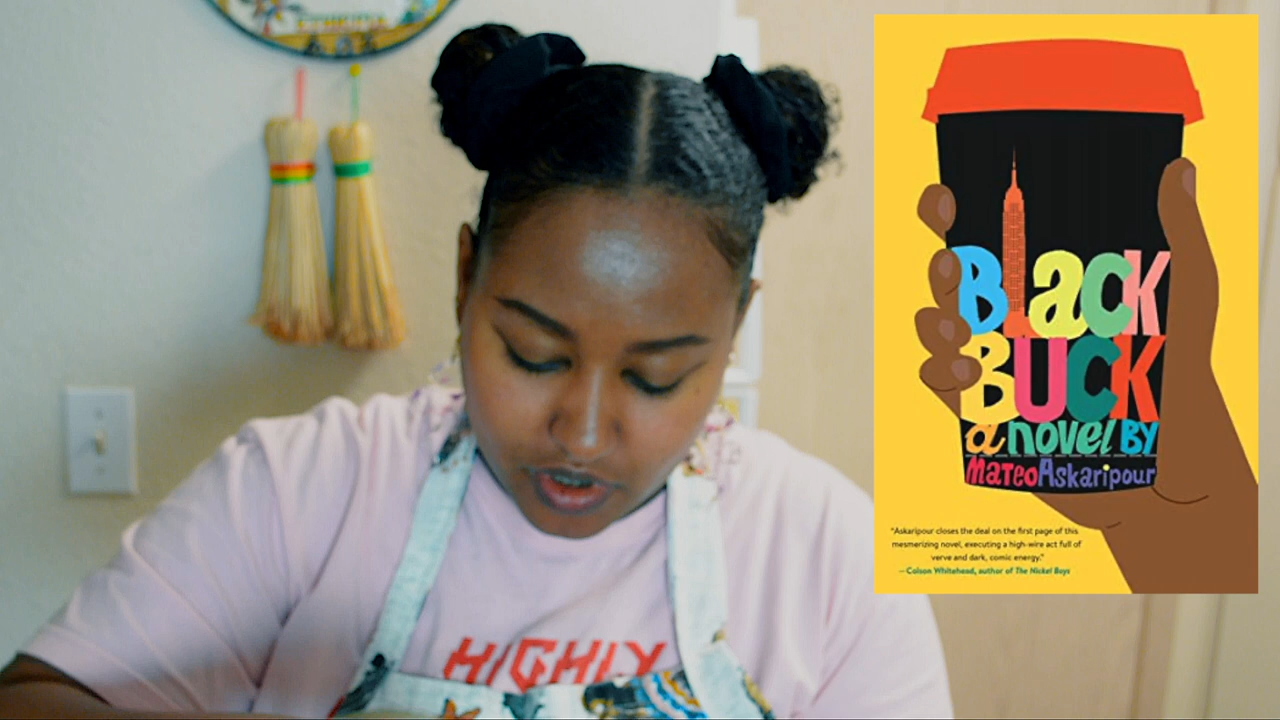 ETHIOPIA
HIGHLY
BLaCK
BUCK
a novel BY
MaTeo Askaripour
"Askaripour closes the deal on the first page of this
mesmerizing novel, executing a high-wire act full of
verve and dark, comic energy."
— Colson Whitehead, author of The Nickel Boys